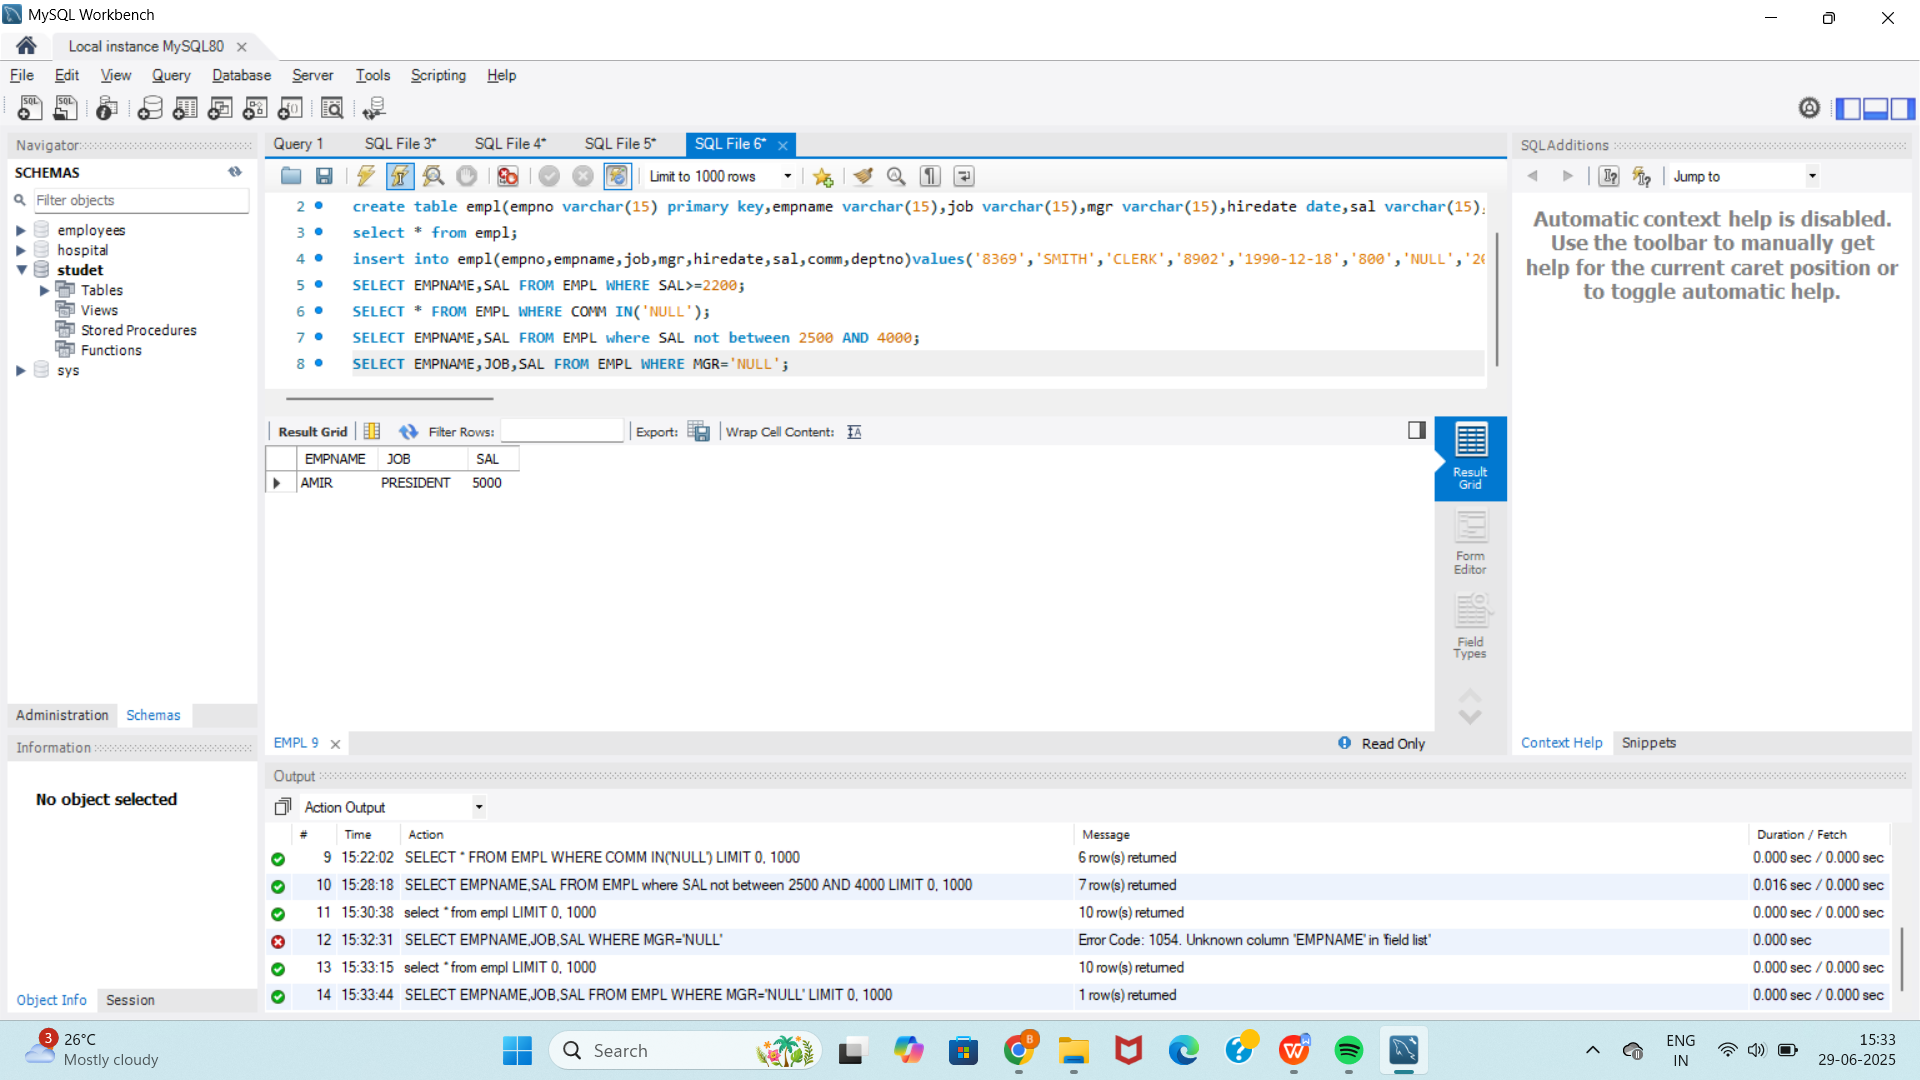 MySQL Workbench
Local instance MySQL80
File Edit View Query Database Server Tools Scripting Help
Navigator
SCHEMAS
Filter objects
employees
hospital
studet
Tables
Views
Stored Procedures
Functions
sys
Administration Schemas
Information
No object selected
Object Info Session
Query 1 SQL File 3* SQL File 4* SQL File 5* SQL File 6*
Limit to 1000 rows
2 create table empl(empno varchar(15) primary key,empname varchar(15),job varchar(15),mgr varchar(15),hiredate date,sal varchar(15),
3 select * from empl;
4 insert into empl(empno,empname,job,mgr,hiredate,sal,comm,deptno)values('8369','SMITH','CLERK','8902','1990-12-18','800','NULL','20
5 SELECT EMPNAME,SAL FROM EMPL WHERE SAL>=2200;
6 SELECT * FROM EMPL WHERE COMM IN('NULL');
7 SELECT EMPNAME,SAL FROM EMPL where SAL not between 2500 AND 4000;
8 SELECT EMPNAME,JOB,SAL FROM EMPL WHERE MGR='NULL';
Result Grid Filter Rows: Export: Wrap Cell Content:
EMPNAME JOB SAL
AMIR PRESIDENT 5000
Result Grid
Form Editor
Field Types
EMPL 9
Read Only
SQLAdditions
Jump to
Automatic context help is disabled.
Use the toolbar to manually get
help for the current caret position or
to toggle automatic help.
Context Help Snippets
Output
Action Output
# Time Action Message Duration / Fetch
9 15:22:02 SELECT * FROM EMPL WHERE COMM IN('NULL') LIMIT 0, 1000 6 row(s) returned 0.000 sec / 0.000 sec
10 15:28:18 SELECT EMPNAME,SAL FROM EMPL where SAL not between 2500 AND 4000 LIMIT 0, 1000 7 row(s) returned 0.016 sec / 0.000 sec
11 15:30:38 select * from empl LIMIT 0, 1000 10 row(s) returned 0.000 sec / 0.000 sec
12 15:32:31 SELECT EMPNAME,JOB,SAL WHERE MGR='NULL' Error Code: 1054. Unknown column 'EMPNAME' in 'field list' 0.000 sec
13 15:33:15 select * from empl LIMIT 0, 1000 10 row(s) returned 0.000 sec / 0.000 sec
14 15:33:44 SELECT EMPNAME,JOB,SAL FROM EMPL WHERE MGR='NULL' LIMIT 0, 1000 1 row(s) returned 0.000 sec / 0.000 sec
3
26°C
Mostly cloudy
Search
ENG
IN
15:33
29-06-2025